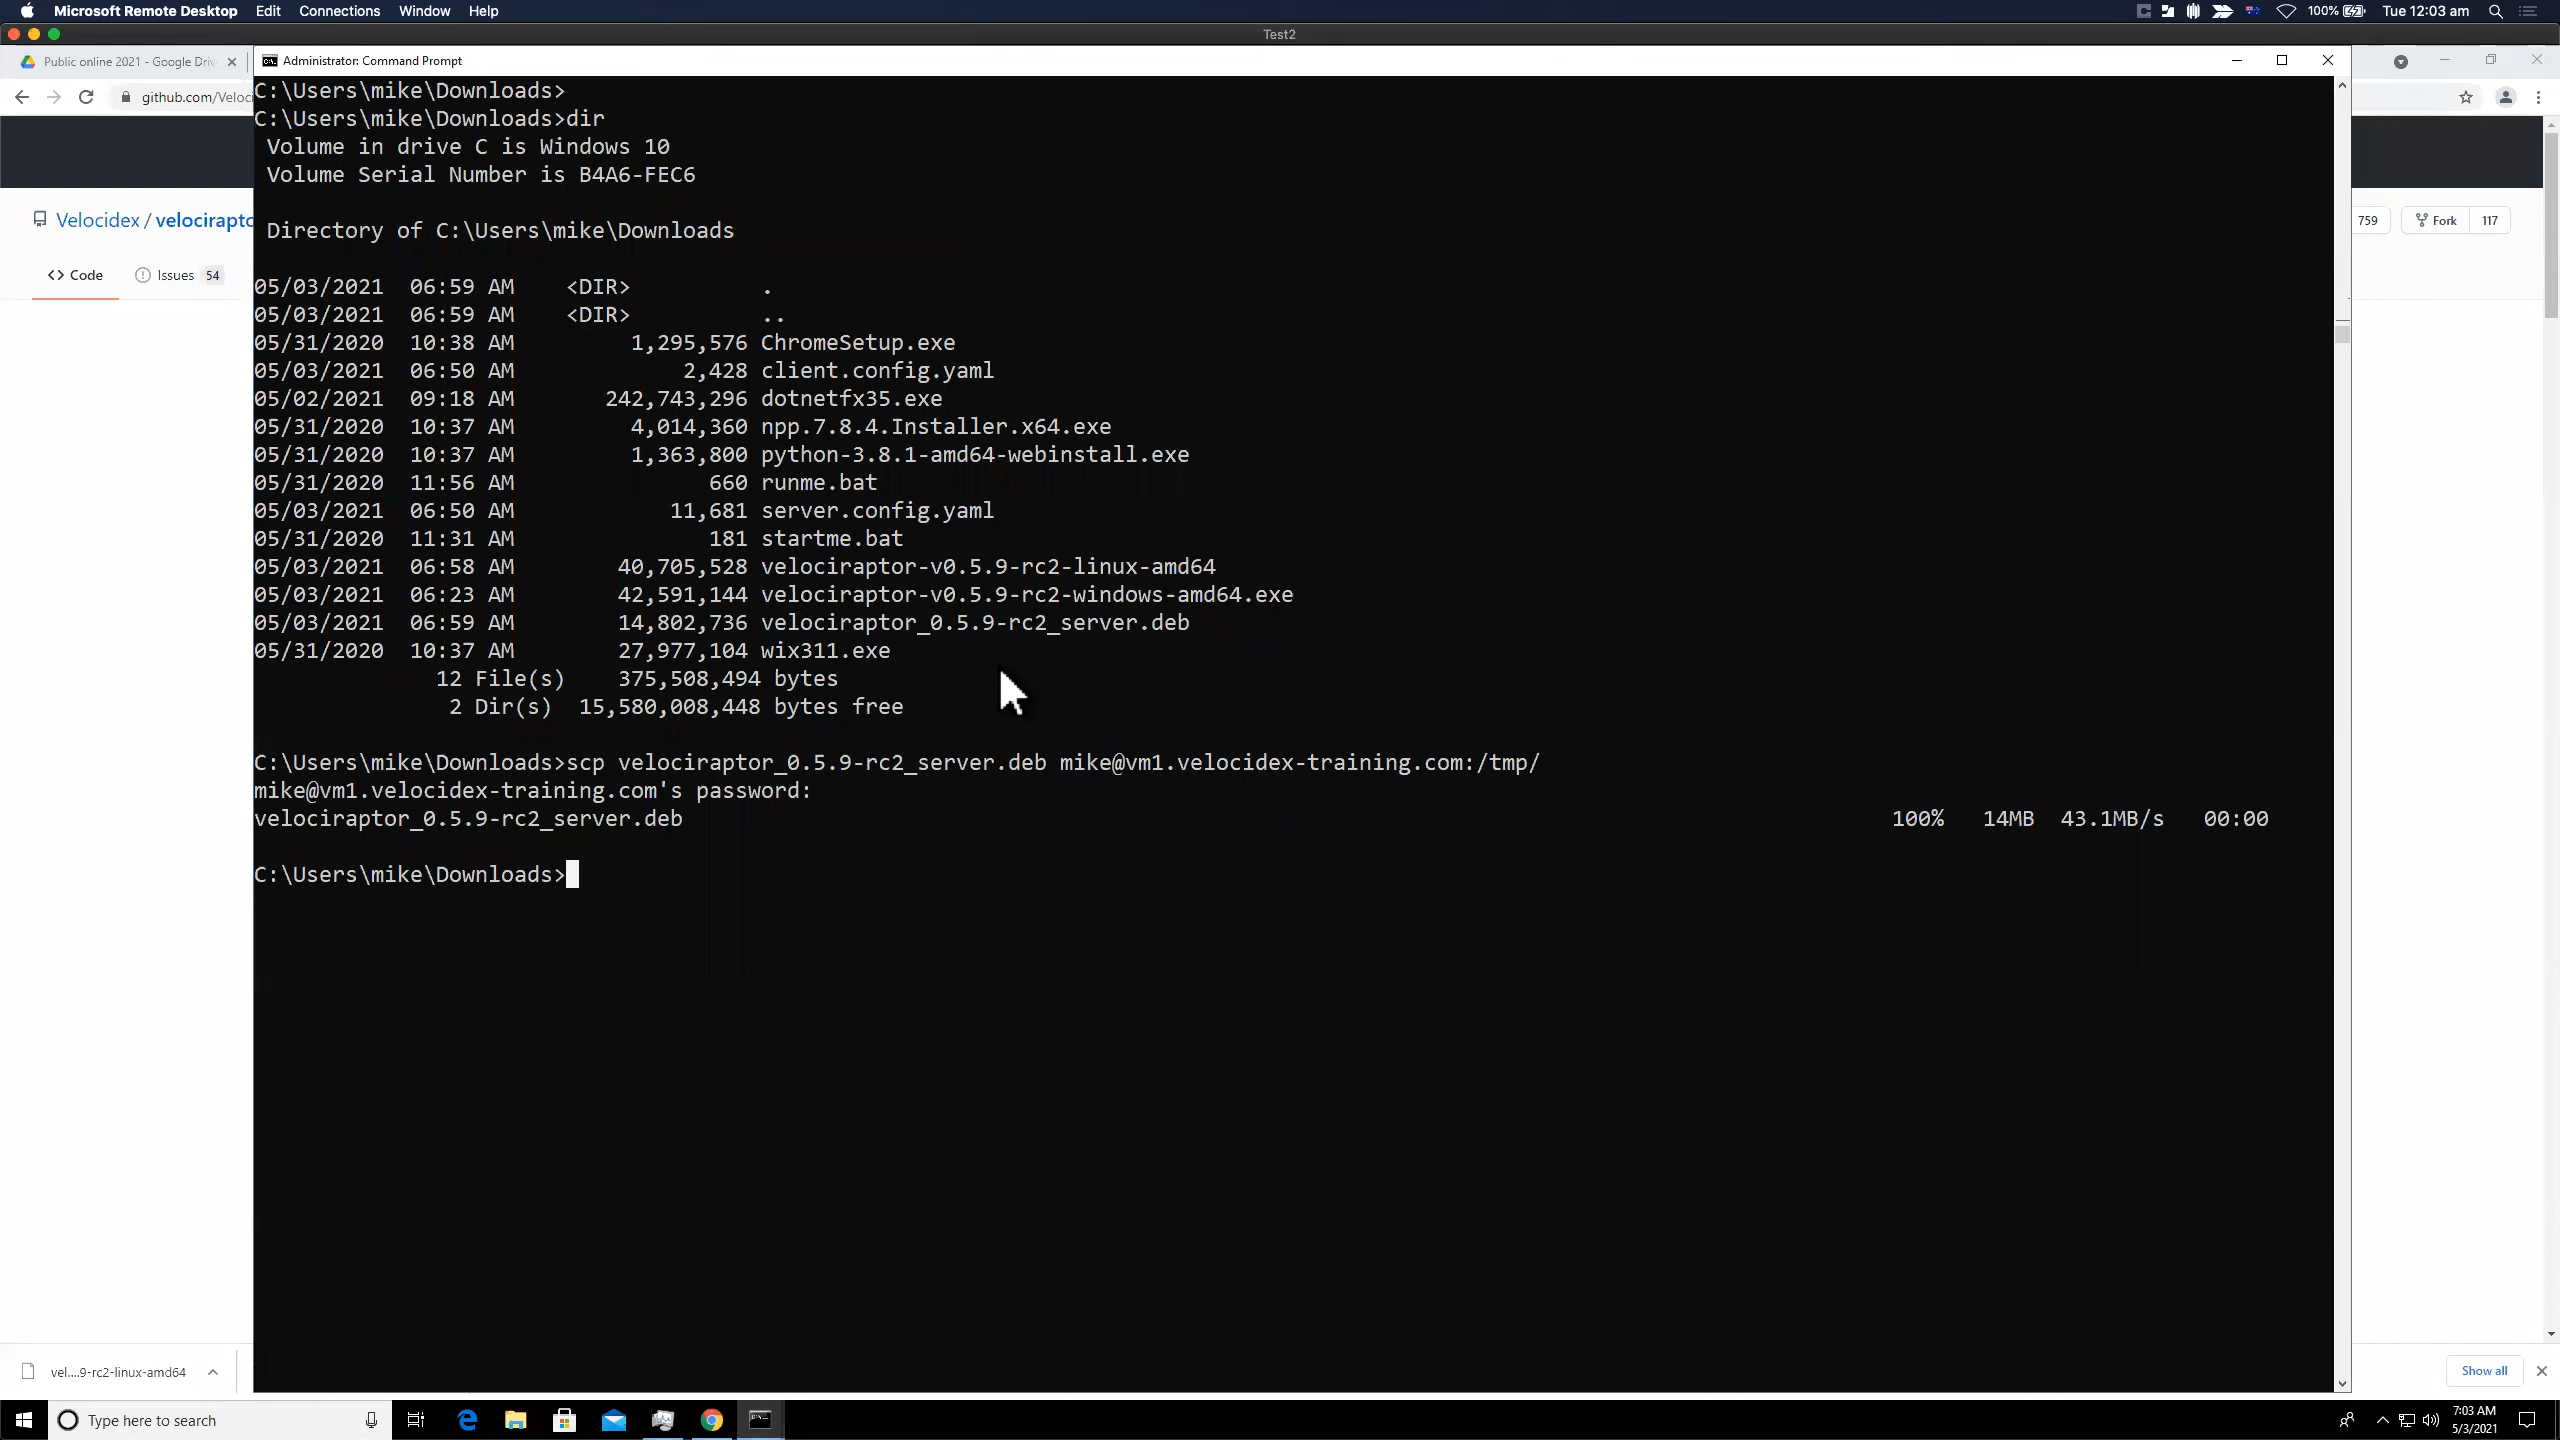 Microsoft Remote Desktop Edit Connections Window Help 100% Tue 12:03 am
Test2
Public online 2021 - Google Driv
Administrator: Command Prompt
github.com/Veloci
C:\Users\mike\Downloads>
C:\Users\mike\Downloads>dir
 Volume in drive C is Windows 10
 Volume Serial Number is B4A6-FEC6
Velocidex / velocirapto
759 Fork 117
 Directory of C:\Users\mike\Downloads
Code Issues 54
05/03/2021  06:59 AM    <DIR>          .
05/03/2021  06:59 AM    <DIR>          ..
05/31/2020  10:38 AM         1,295,576 ChromeSetup.exe
05/03/2021  06:50 AM             2,428 client.config.yaml
05/02/2021  09:18 AM       242,743,296 dotnetfx35.exe
05/31/2020  10:37 AM         4,014,360 npp.7.8.4.Installer.x64.exe
05/31/2020  10:37 AM         1,363,800 python-3.8.1-amd64-webinstall.exe
05/31/2020  11:56 AM               660 runme.bat
05/03/2021  06:50 AM            11,681 server.config.yaml
05/31/2020  11:31 AM               181 startme.bat
05/03/2021  06:58 AM        40,705,528 velociraptor-v0.5.9-rc2-linux-amd64
05/03/2021  06:23 AM        42,591,144 velociraptor-v0.5.9-rc2-windows-amd64.exe
05/03/2021  06:59 AM        14,802,736 velociraptor_0.5.9-rc2_server.deb
05/31/2020  10:37 AM        27,977,104 wix311.exe
              12 File(s)    375,508,494 bytes
               2 Dir(s)  15,580,008,448 bytes free
C:\Users\mike\Downloads>scp velociraptor_0.5.9-rc2_server.deb mike@vm1.velocidex-training.com:/tmp/
mike@vm1.velocidex-training.com's password:
velociraptor_0.5.9-rc2_server.deb 100% 14MB 43.1MB/s 00:00
C:\Users\mike\Downloads>
vel....9-rc2-linux-amd64
Show all
Type here to search
7:03 AM
5/3/2021